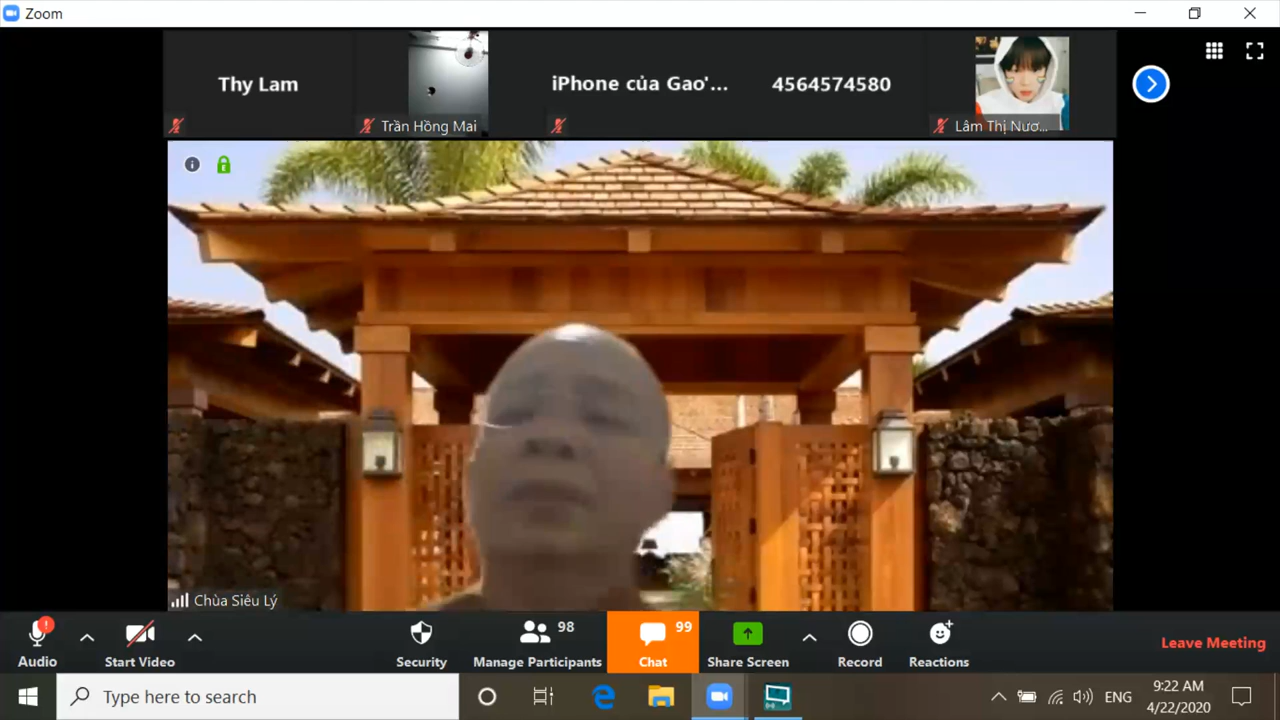 Zoom
Thy Lam
Trần Hồng Mai
iPhone của Gao'...
4564574580
Lâm Thị Nươ...
Chùa Siêu Lý
Audio
Start Video
Security
98
Manage Participants
99
Chat
Share Screen
Record
Reactions
Leave Meeting
Type here to search
ENG
9:22 AM
4/22/2020